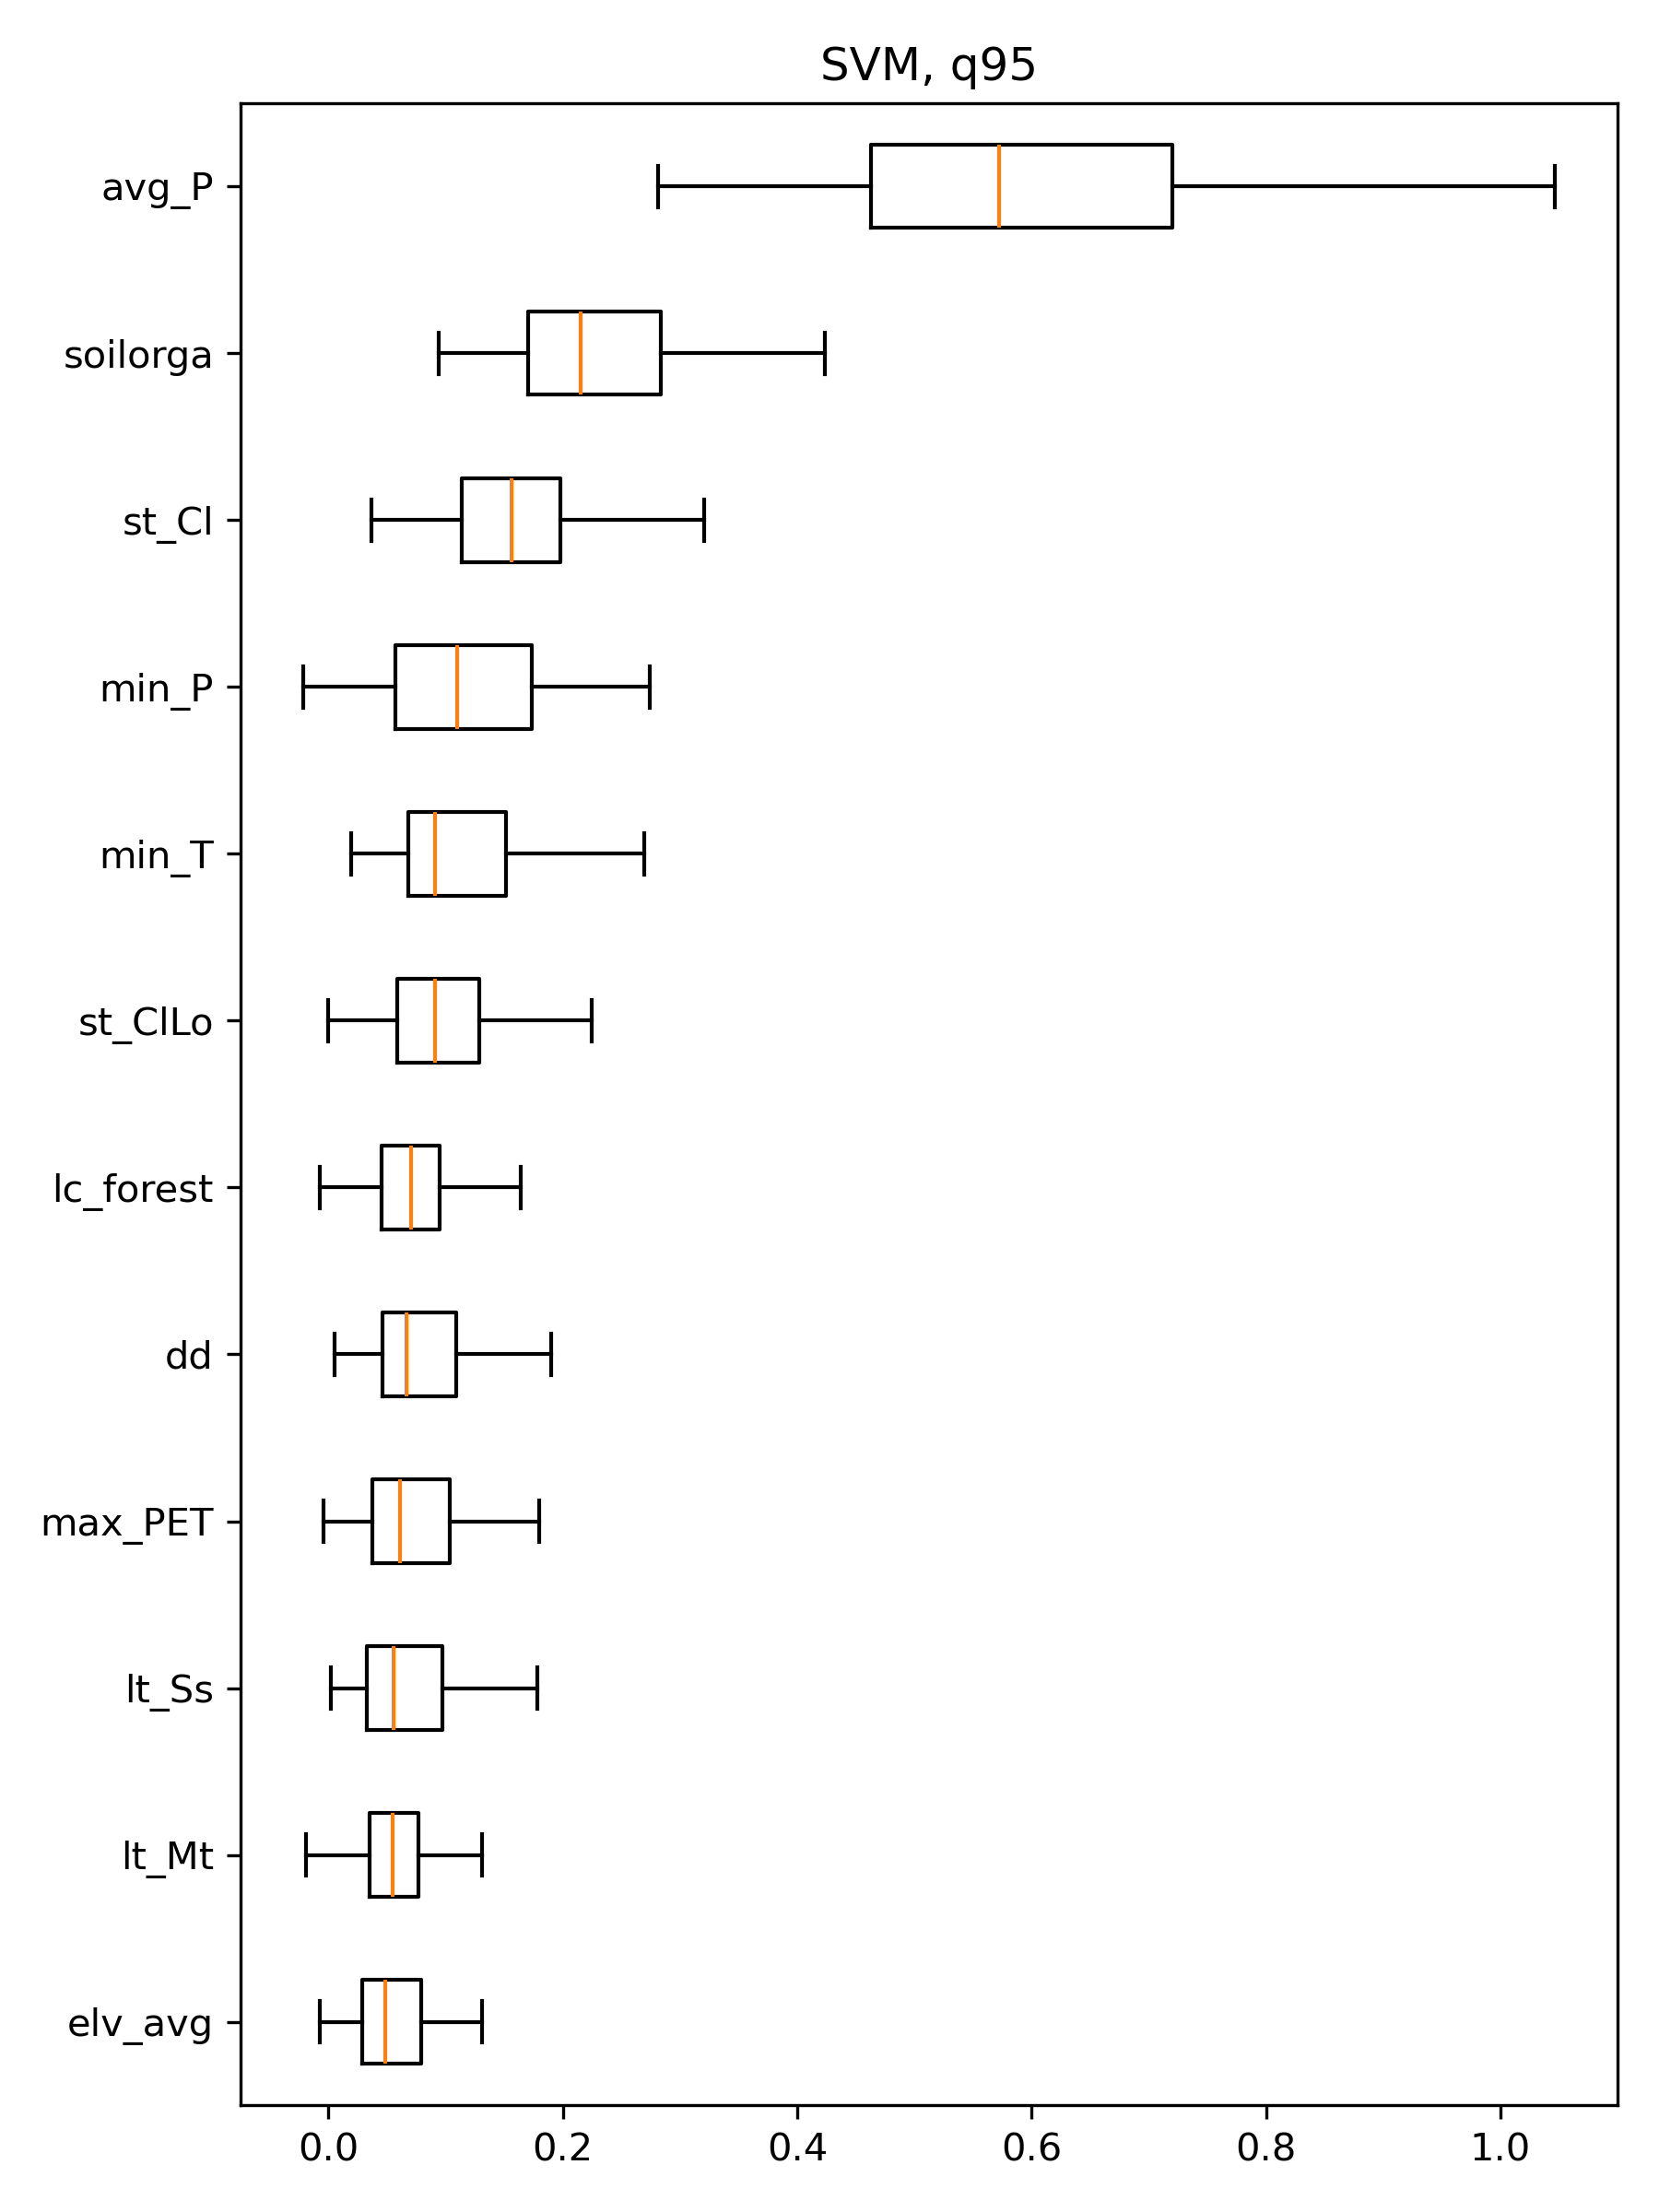 SVM, q95
avg_P
soilorga
st_Cl
min_P
min_T
st_ClLo
lc_forest
dd
max_PET
lt_Ss
lt_Mt
elv_avg
0.0 0.2 0.4 0.6 0.8 1.0